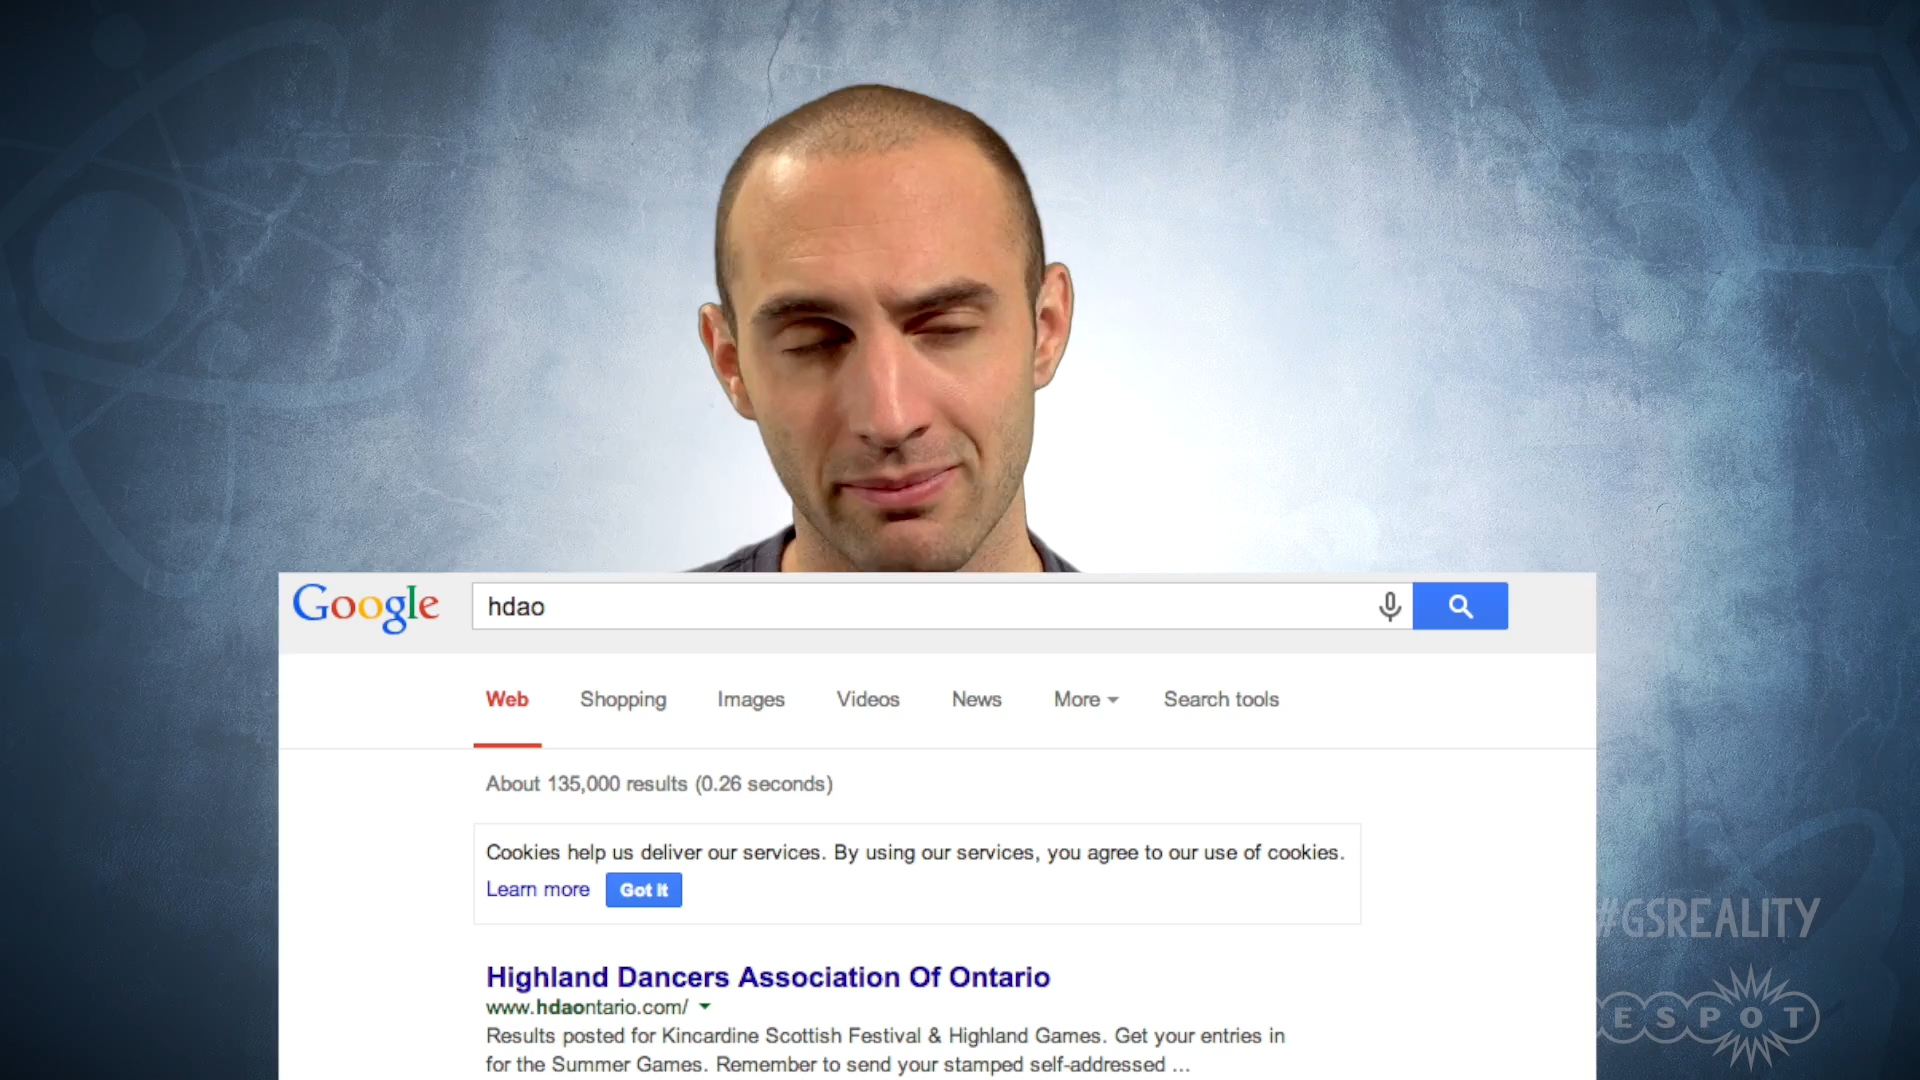 Google
hdao
Web Shopping Images Videos News More Search tools
About 135,000 results (0.26 seconds)
Cookies help us deliver our services. By using our services, you agree to our use of cookies.
Learn more Got it
#GSREALITY
Highland Dancers Association Of Ontario
www.hdaontario.com/
ESPOT
Results posted for Kincardine Scottish Festival & Highland Games. Get your entries in
for the Summer Games. Remember to send your stamped self-addressed ...